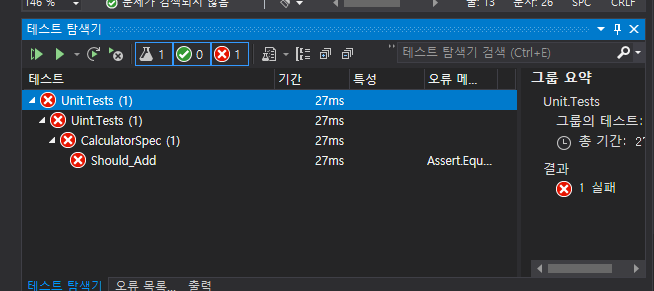 146 %
문제가 검색되지 않음
줄: 13
문자: 26
SPC
CRLF
테스트 탐색기
1
0
1
테스트 탐색기 검색 (Ctrl+E)
테스트
기간
특성
오류 메...
그룹 요약
Unit.Tests (1)
27ms
Unit.Tests
Uint.Tests (1)
27ms
그룹의 테스트:
CalculatorSpec (1)
27ms
총 기간:
Should_Add
27ms
Assert.Equ...
결과
1 실패
테스트 탐색기
오류 목록...
출력